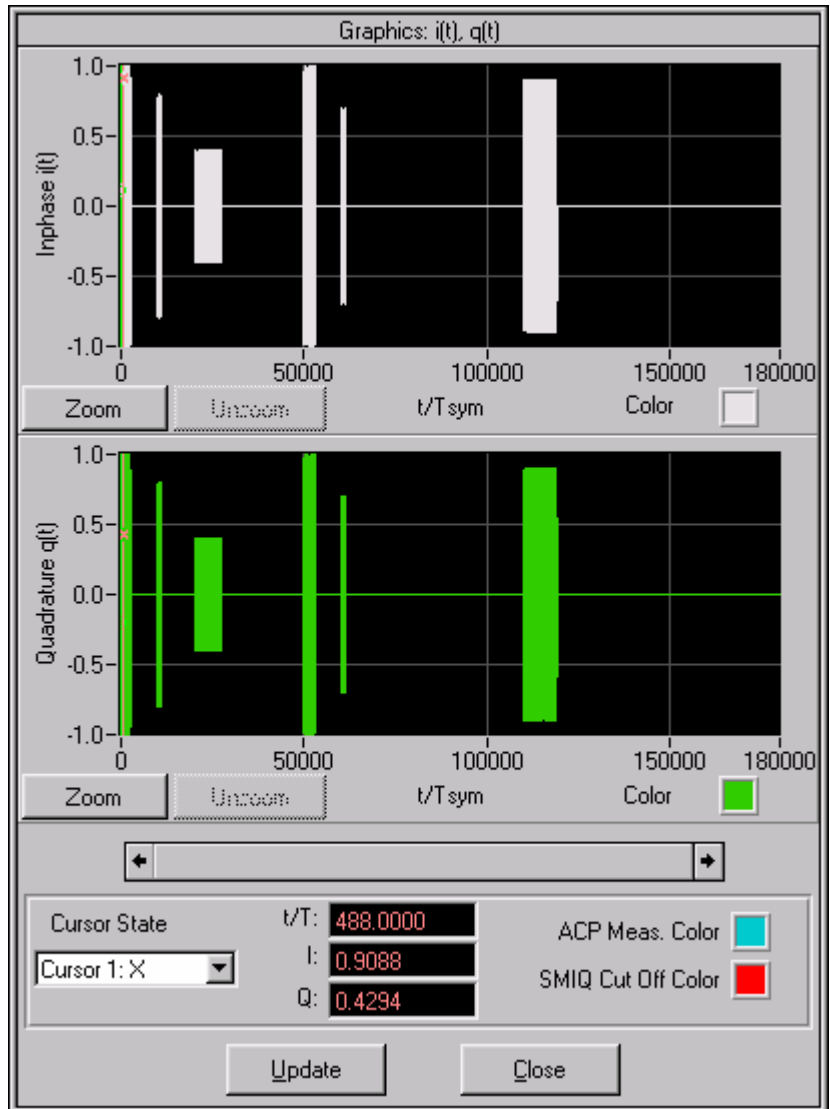 Graphics: i(t), q(t)
Inphase i(t)
1.0
0.5
0.0
-0.5
-1.0
0 50000 100000 150000 180000
Zoom Unzoom t/Tsym Color
Quadrature q(t)
1.0
0.5
0.0
-0.5
-1.0
0 50000 100000 150000 180000
Zoom Unzoom t/Tsym Color
Cursor State
Cursor 1: X
t/T: 488.0000
I: 0.9088
Q: 0.4294
ACP Meas. Color
SMIQ Cut Off Color
Update Close